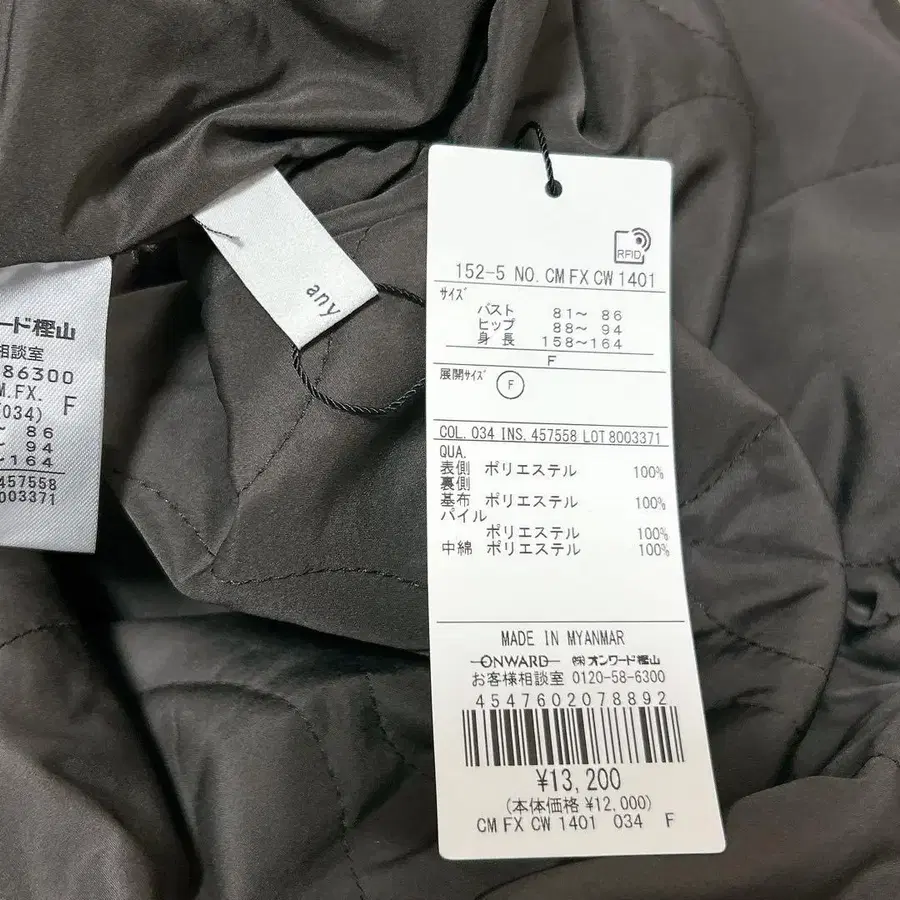 ード樫山
相談室
86300
M.FX. F
(034)
～ 86
～ 94
～164
457558
8003371
any
RFID
152-5 NO. CM FX CW 1401
サイズ
バスト 81～ 86
ヒップ 88～ 94
身長 158～164
F
展開サイズ F
COL. 034 INS. 457558 LOT 8003371
QUA.
表側 ポリエステル 100%
裏側
基布 ポリエステル 100%
パイル
ポリエステル 100%
中綿 ポリエステル 100%
MADE IN MYANMAR
ONWARD ㈱オンワード樫山
お客様相談室 0120-58-6300
4547602078892
¥13,200
(本体価格 ¥12,000)
CM FX CW 1401 034 F